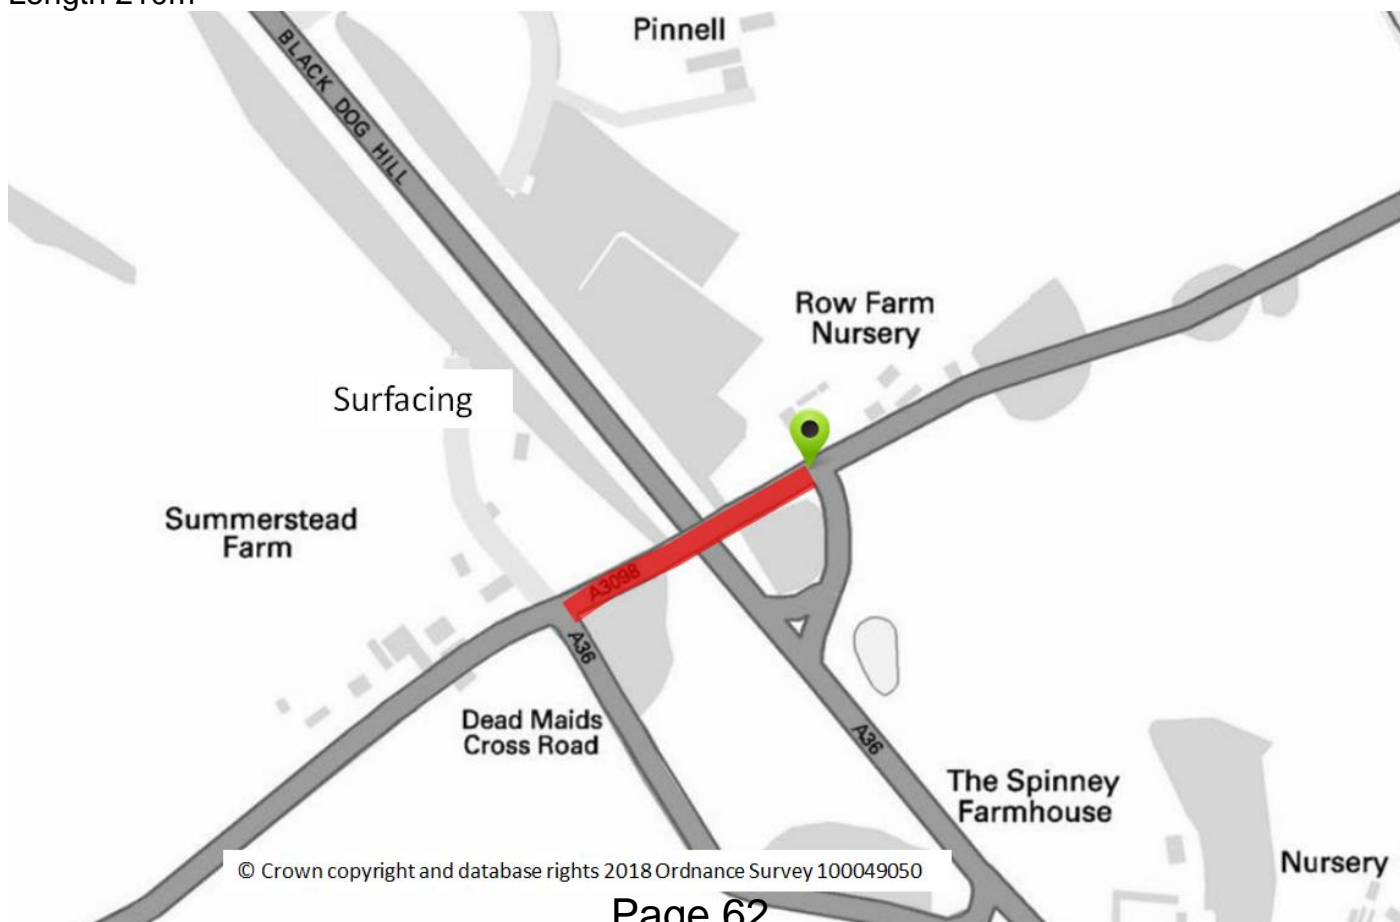 Pinnell
BLACK DOG HILL
Row Farm
Nursery
Surfacing
Summerstead
Farm
A3098
A36
Dead Maids
Cross Road
A36
The Spinney
Farmhouse
Nursery
© Crown copyright and database rights 2018 Ordnance Survey 100049050
Page 62